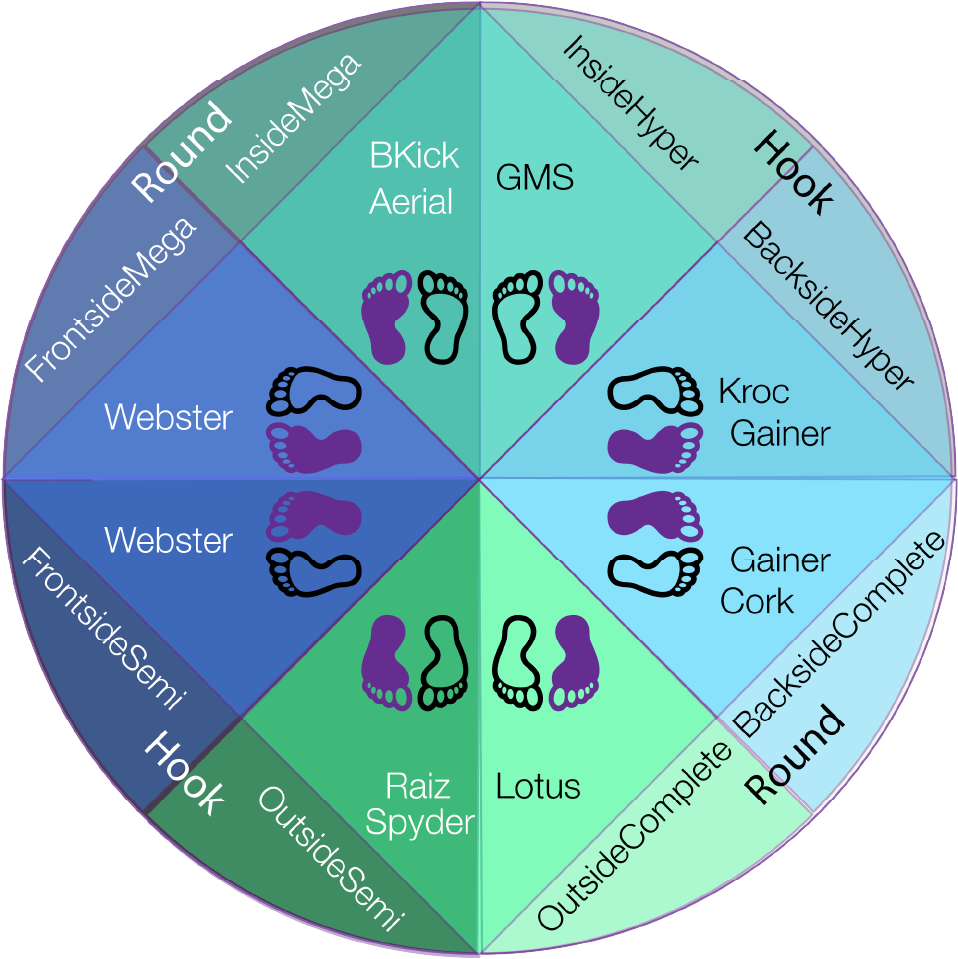 InsideMega
InsideHyper
Round
Hook
BKick
Aerial
GMS
FrontsideMega
BacksideHyper
Webster
Kroc
Gainer
Webster
Gainer
Cork
FrontsideSemi
BacksideComplete
Hook
Round
Raiz
Spyder
Lotus
OutsideSemi
OutsideComplete